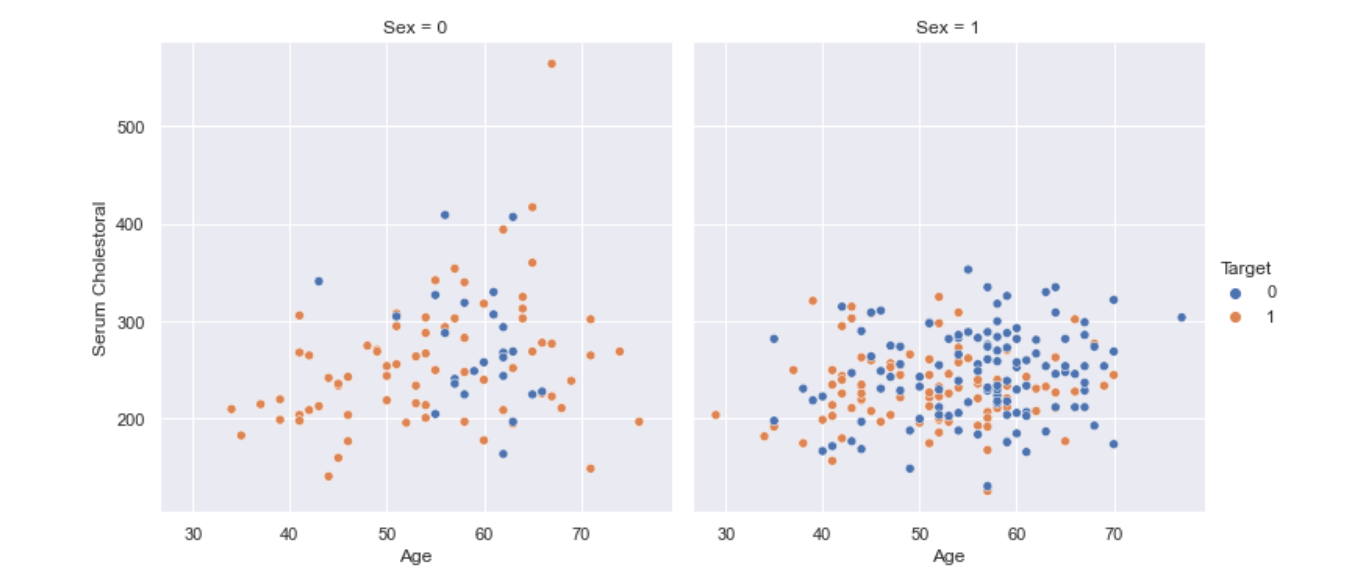 Sex = 0
Sex = 1
500
400
300
200
Serum Cholestoral
30 40 50 60 70
30 40 50 60 70
Age
Age
Target
0
1